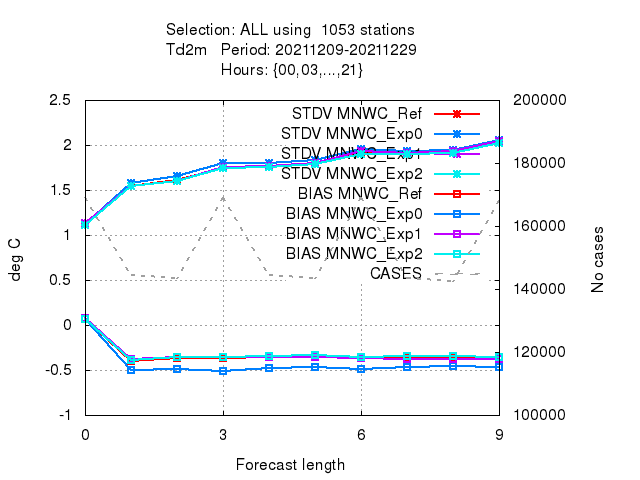 Selection: ALL using  1053 stations
Td2m   Period: 20211209-20211229
Hours: {00,03,...,21}
2.5
2
1.5
1
0.5
0
-0.5
-1
deg C
200000
180000
160000
140000
120000
100000
No cases
STDV MNWC_Ref
STDV MNWC_Exp0
STDV MNWC_Exp1
STDV MNWC_Exp2
BIAS MNWC_Ref
BIAS MNWC_Exp0
BIAS MNWC_Exp1
BIAS MNWC_Exp2
CASES
0 3 6 9
Forecast length